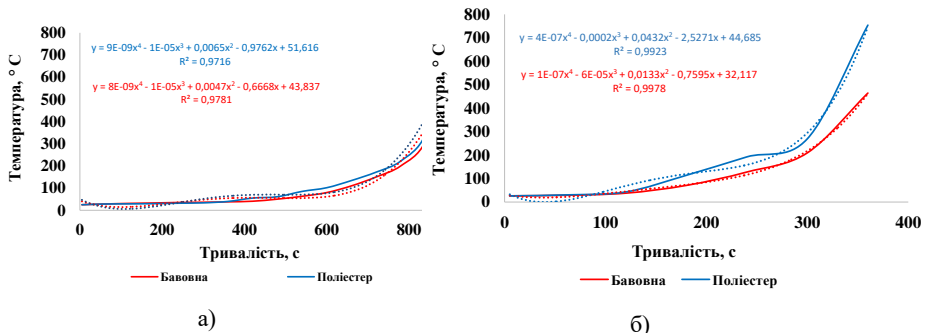 800
700
600
500
400
300
200
100
0
Температура, ° С
y = 9E-09x⁴ - 1E-05x³ + 0,0065x² - 0,9762x + 51,616
R² = 0,9716
y = 8E-09x⁴ - 1E-05x³ + 0,0047x² - 0,6668x + 43,837
R² = 0,9781
0 200 400 600 800
Тривалість, с
Бавовна Поліестер
а)
800
700
600
500
400
300
200
100
0
Температура, ° С
y = 4E-07x⁴ - 0,0002x³ + 0,0432x² - 2,5271x + 44,685
R² = 0,9923
y = 1E-07x⁴ - 6E-05x³ + 0,0133x² - 0,7595x + 32,117
R² = 0,9978
0 100 200 300 400
Тривалість, с
Бавовна Поліестер
б)